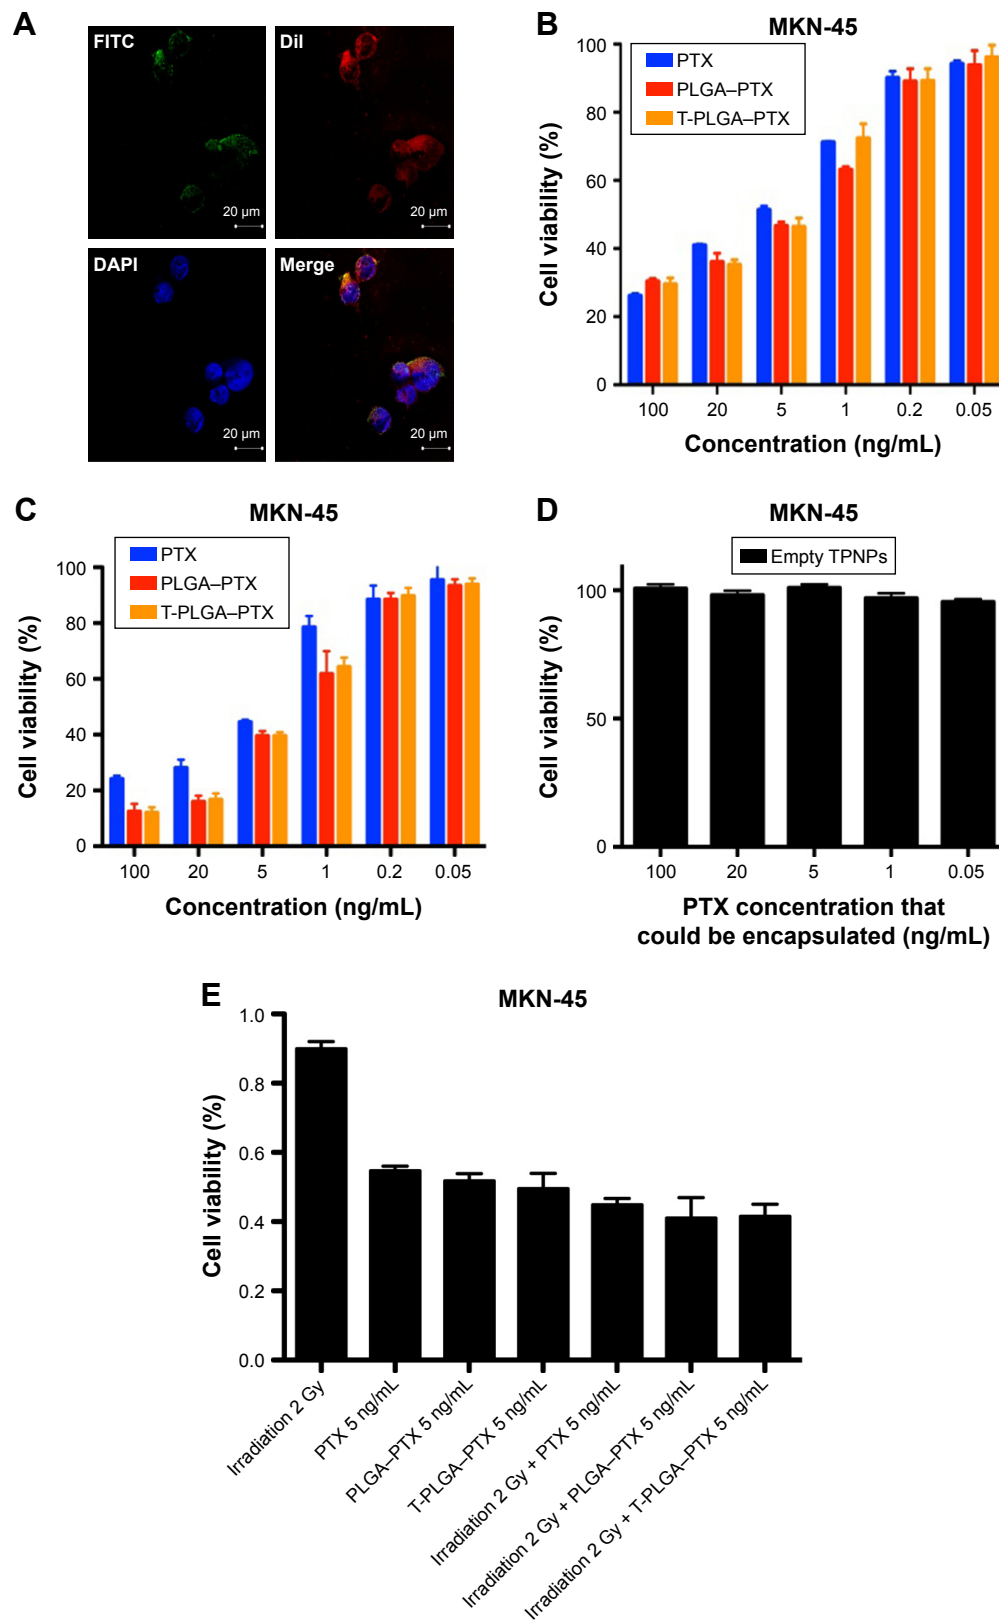 A
FITC
DiI
20 µm
20 µm
DAPI
Merge
20 µm
20 µm
B
MKN-45
PTX
PLGA–PTX
T-PLGA–PTX
Cell viability (%)
100
80
60
40
20
0
100 20 5 1 0.2 0.05
Concentration (ng/mL)
C
MKN-45
PTX
PLGA–PTX
T-PLGA–PTX
Cell viability (%)
100
80
60
40
20
0
100 20 5 1 0.2 0.05
Concentration (ng/mL)
D
MKN-45
Empty TPNPs
Cell viability (%)
100
50
0
100 20 5 1 0.05
PTX concentration that
could be encapsulated (ng/mL)
E
MKN-45
Cell viability (%)
1.0
0.8
0.6
0.4
0.2
0.0
Irradiation 2 Gy
PTX 5 ng/mL
PLGA–PTX 5 ng/mL
T-PLGA–PTX 5 ng/mL
Irradiation 2 Gy + PTX 5 ng/mL
Irradiation 2 Gy + PLGA–PTX 5 ng/mL
Irradiation 2 Gy + T-PLGA–PTX 5 ng/mL